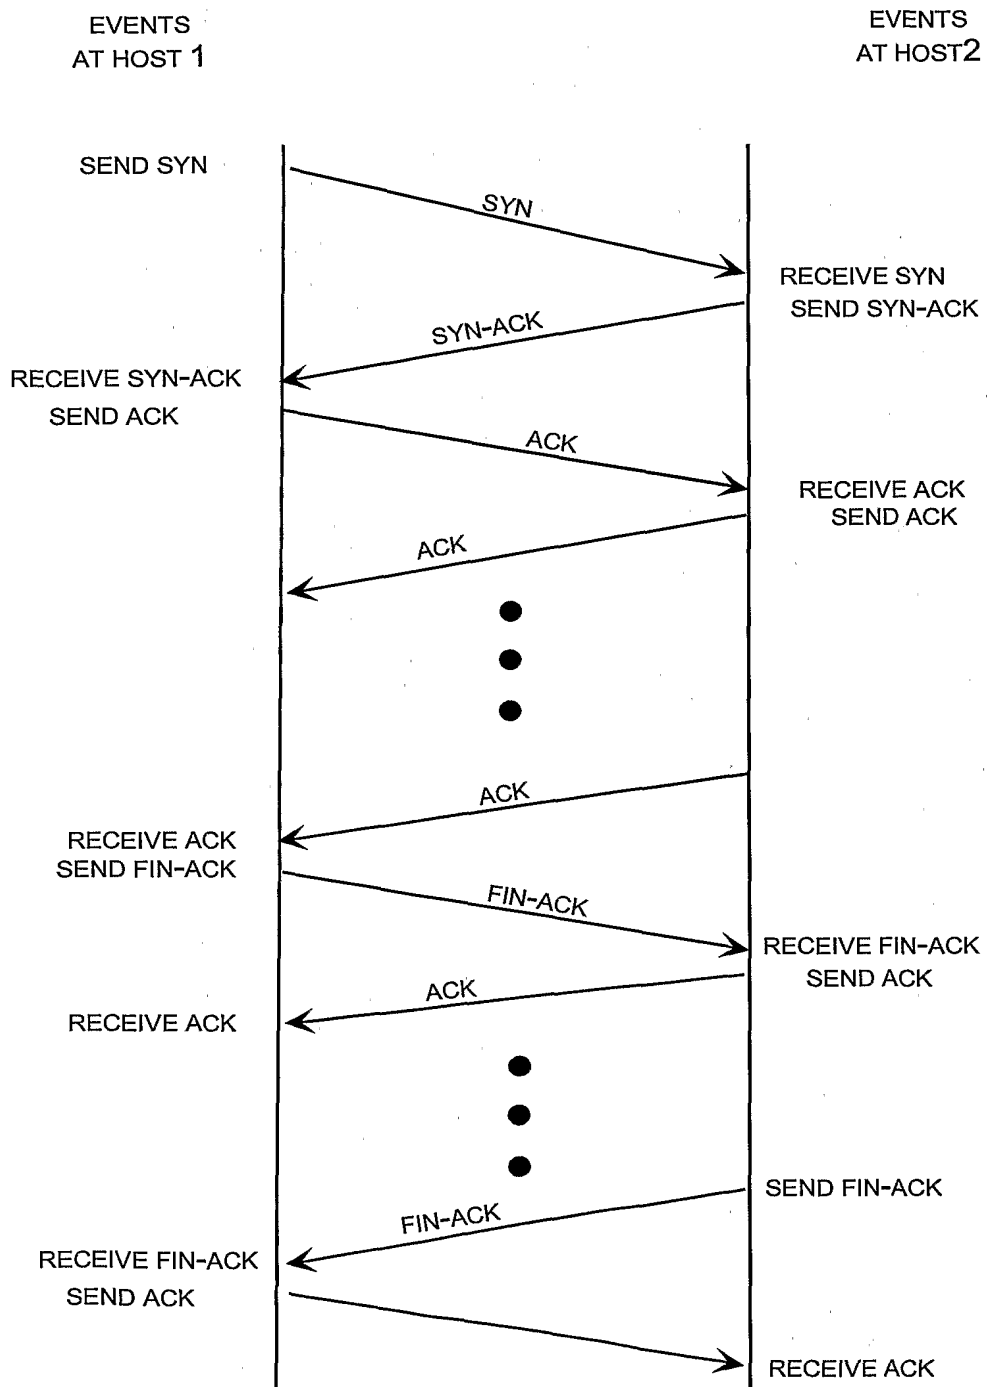 EVENTS
AT HOST 1
EVENTS
AT HOST2
SEND SYN
SYN
RECEIVE SYN
SEND SYN-ACK
SYN-ACK
RECEIVE SYN-ACK
SEND ACK
ACK
RECEIVE ACK
SEND ACK
ACK
ACK
RECEIVE ACK
SEND FIN-ACK
FIN-ACK
RECEIVE FIN-ACK
SEND ACK
ACK
RECEIVE ACK
SEND FIN-ACK
FIN-ACK
RECEIVE FIN-ACK
SEND ACK
RECEIVE ACK